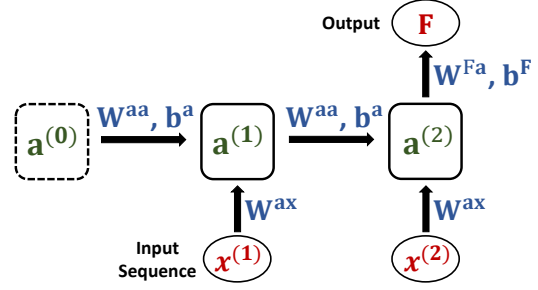 Output F
W^Fa, b^F
W^aa, b^a W^aa, b^a
a^(0) a^(1) a^(2)
W^ax W^ax
Input
Sequence x^(1) x^(2)